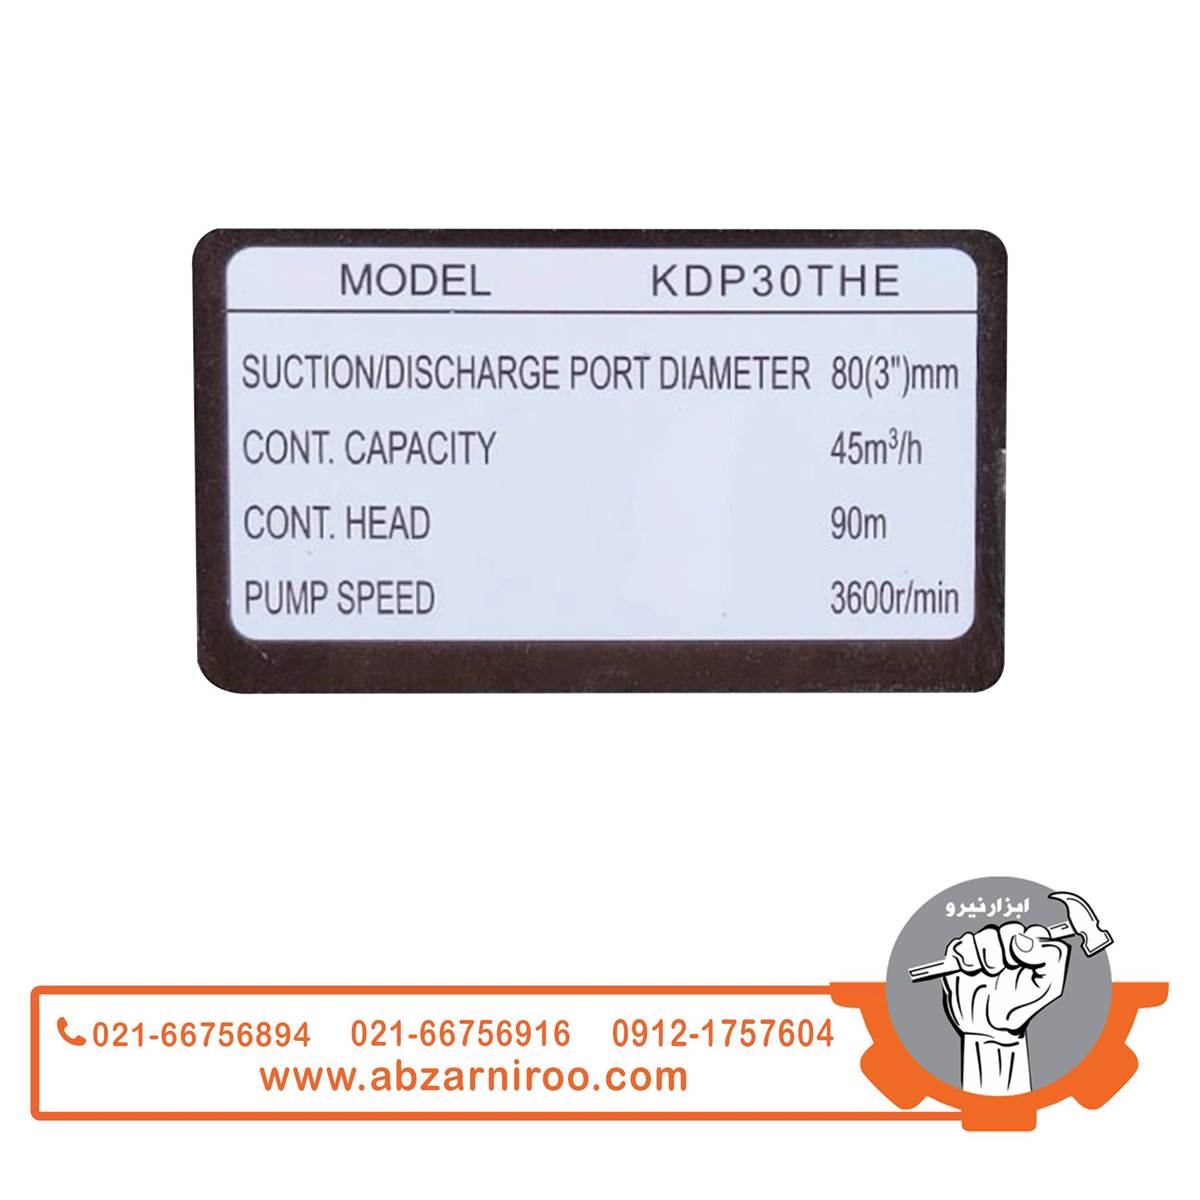 MODEL KDP30THE
SUCTION/DISCHARGE PORT DIAMETER 80(3")mm
CONT. CAPACITY 45m³/h
CONT. HEAD 90m
PUMP SPEED 3600r/min
ابزارنیرو
021-66756894 021-66756916 0912-1757604
www.abzarniroo.com